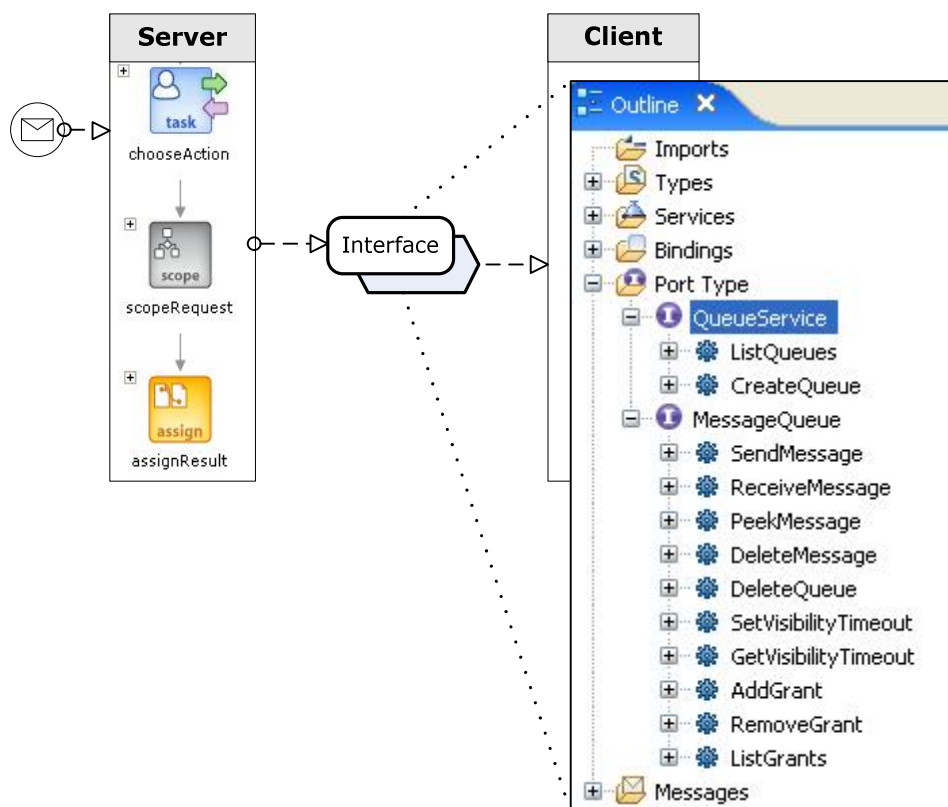 Server
task
chooseAction
scope
scopeRequest
assign
assignResult
Interface
Client
Outline
Imports
Types
Services
Bindings
Port Type
QueueService
ListQueues
CreateQueue
MessageQueue
SendMessage
ReceiveMessage
PeekMessage
DeleteMessage
DeleteQueue
SetVisibilityTimeout
GetVisibilityTimeout
AddGrant
RemoveGrant
ListGrants
Messages